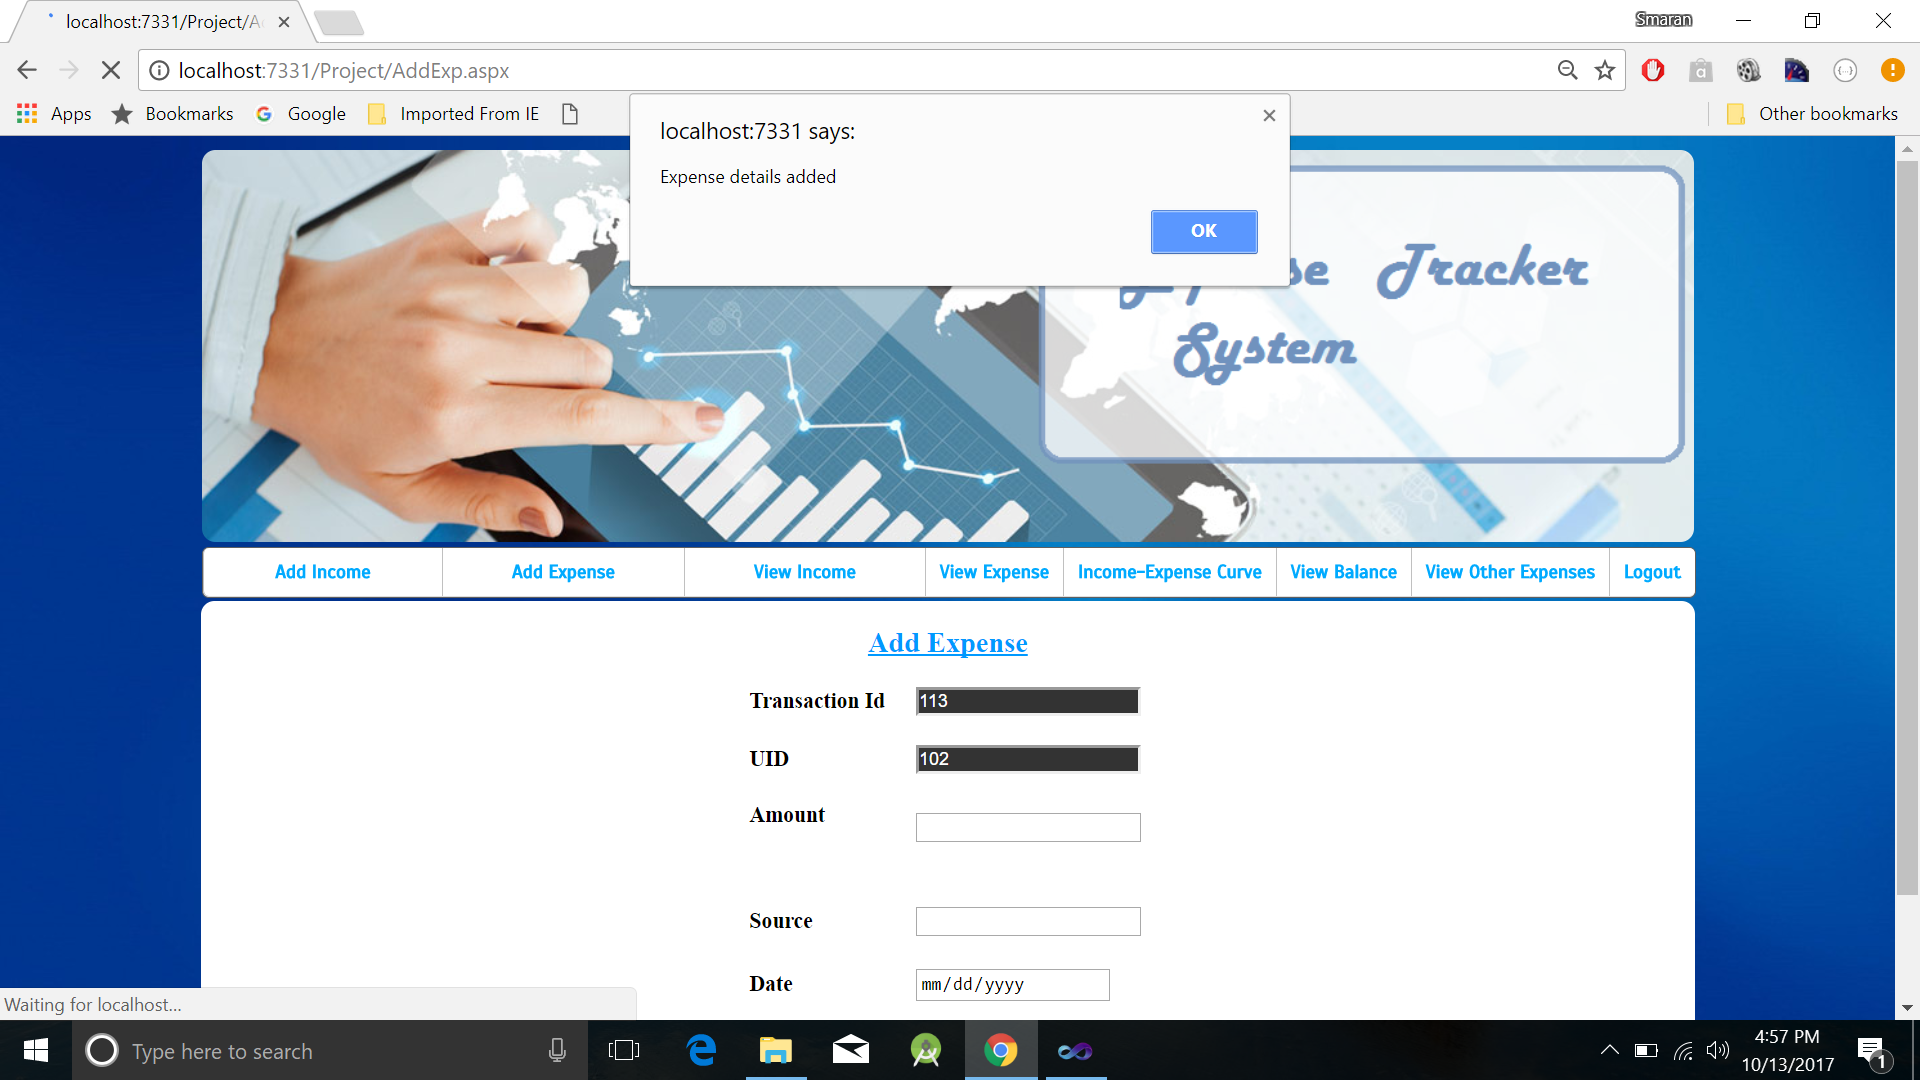 localhost:7331/Project/A
Smaran
localhost:7331/Project/AddExp.aspx
Apps
Bookmarks
Google
Imported From IE
Other bookmarks
localhost:7331 says:
Expense details added
OK
Tracker
System
Add Income
Add Expense
View Income
View Expense
Income-Expense Curve
View Balance
View Other Expenses
Logout
Add Expense
Transaction Id
113
UID
102
Amount
Source
Date
mm/dd/yyyy
Waiting for localhost...
Type here to search
4:57 PM
10/13/2017
1